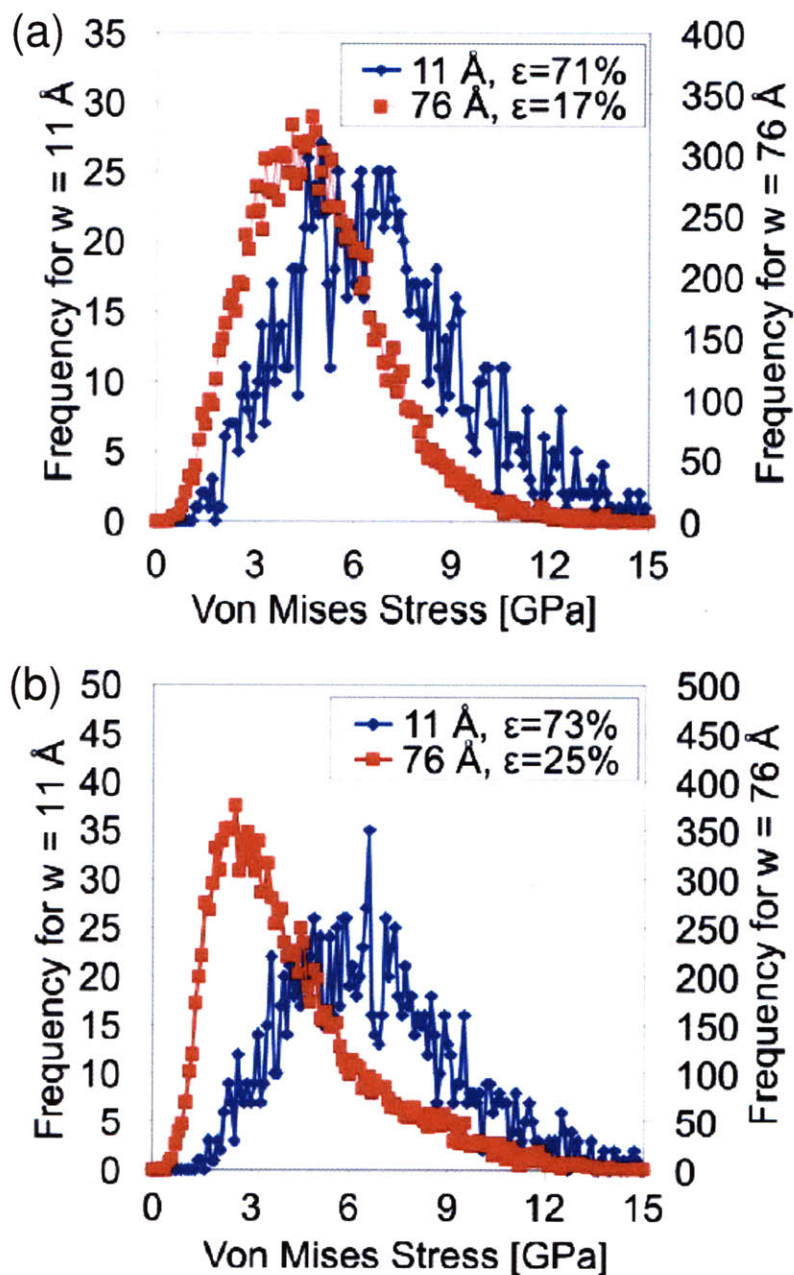 (a)
35
30
25
20
15
10
5
0
Frequency for w = 11 Å
400
350
300
250
200
150
100
50
0
Frequency for w = 76 Å
11 Å, ε=71%
76 Å, ε=17%
0 3 6 9 12 15
Von Mises Stress [GPa]
(b)
50
45
40
35
30
25
20
15
10
5
0
Frequency for w = 11 Å
500
450
400
350
300
250
200
150
100
50
0
Frequency for w = 76 Å
11 Å, ε=73%
76 Å, ε=25%
0 3 6 9 12 15
Von Mises Stress [GPa]